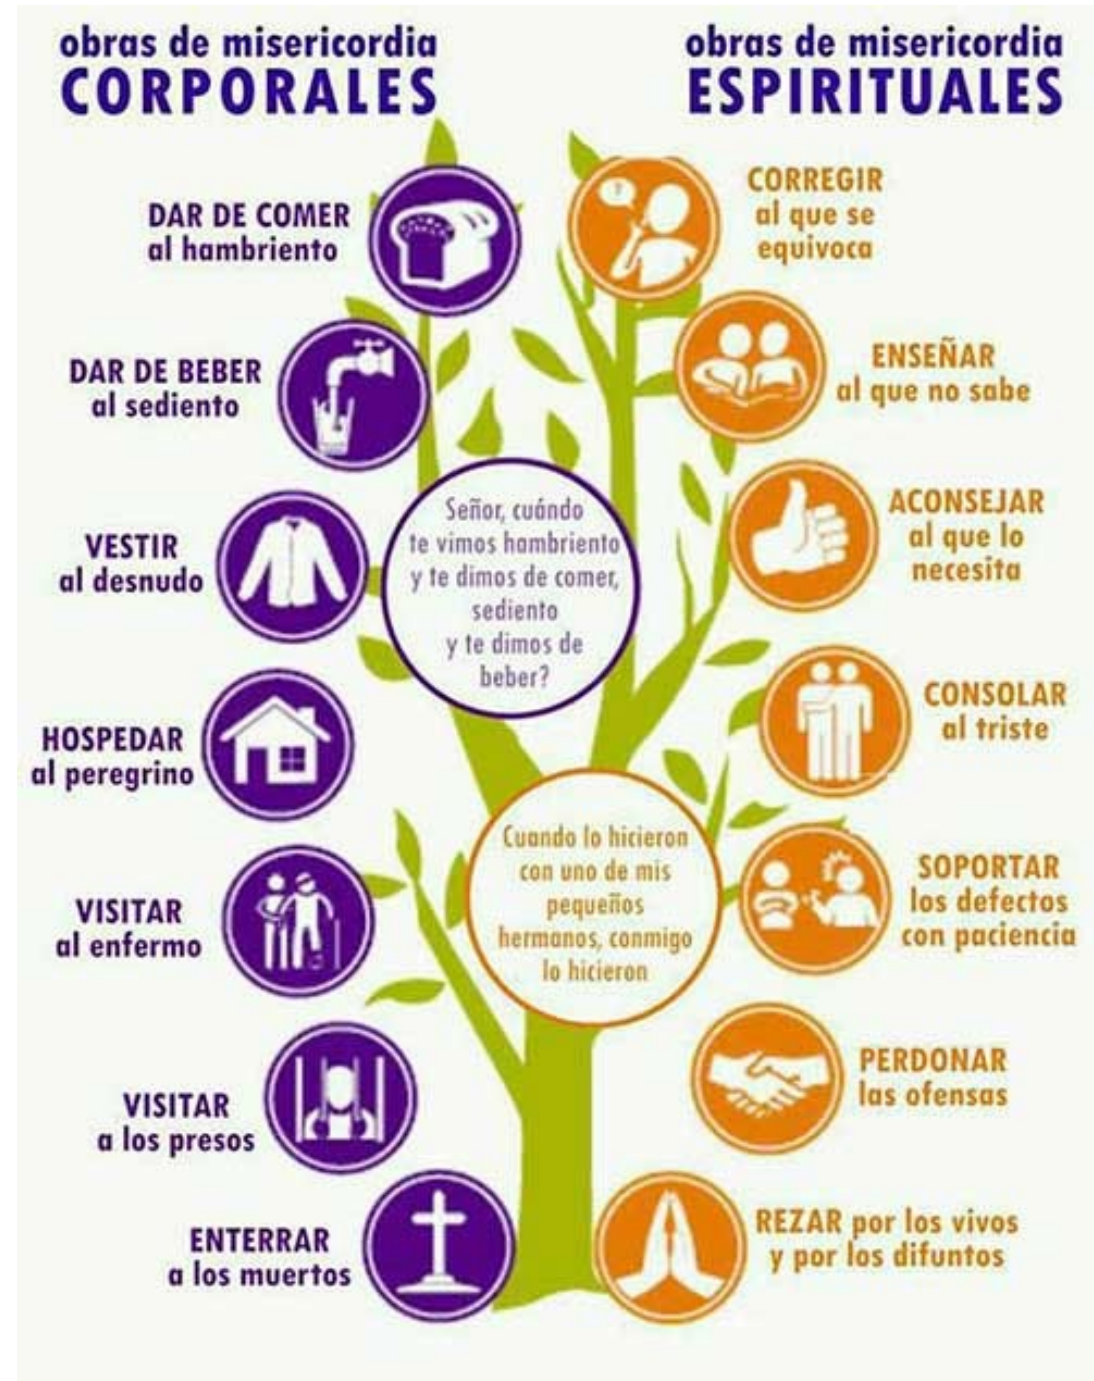 obras de misericordia
CORPORALES
DAR DE COMER
al hambriento
DAR DE BEBER
al sediento
VESTIR
al desnudo
HOSPEDAR
al peregrino
VISITAR
al enfermo
VISITAR
a los presos
ENTERRAR
a los muertos
Señor, cuándo
te vimos hambriento
y te dimos de comer,
sediento
y te dimos de
beber?
Cuando lo hicieron
con uno de mis
pequeños
hermanos, conmigo
lo hicieron
obras de misericordia
ESPIRITUALES
?
CORREGIR
al que se
equivoca
ENSEÑAR
al que no sabe
ACONSEJAR
al que lo
necesita
CONSOLAR
al triste
SOPORTAR
los defectos
con paciencia
PERDONAR
las ofensas
REZAR por los vivos
y por los difuntos